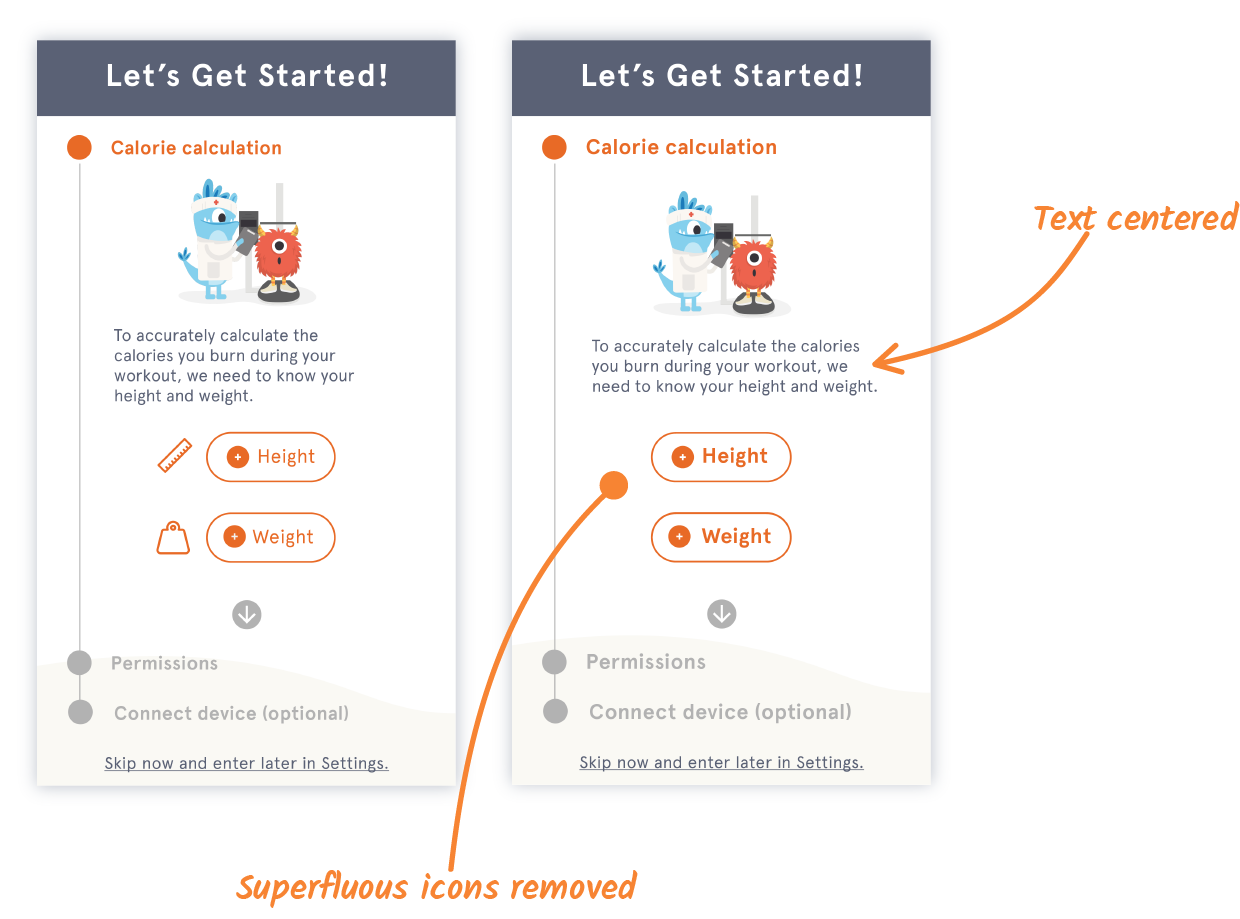 Let's Get Started!
Calorie calculation
To accurately calculate the
calories you burn during your
workout, we need to know your
height and weight.
+ Height
+ Weight
Permissions
Connect device (optional)
Skip now and enter later in Settings.
Let's Get Started!
Calorie calculation
To accurately calculate the calories
you burn during your workout, we
need to know your height and weight.
+ Height
+ Weight
Permissions
Connect device (optional)
Skip now and enter later in Settings.
Text centered
Superfluous icons removed